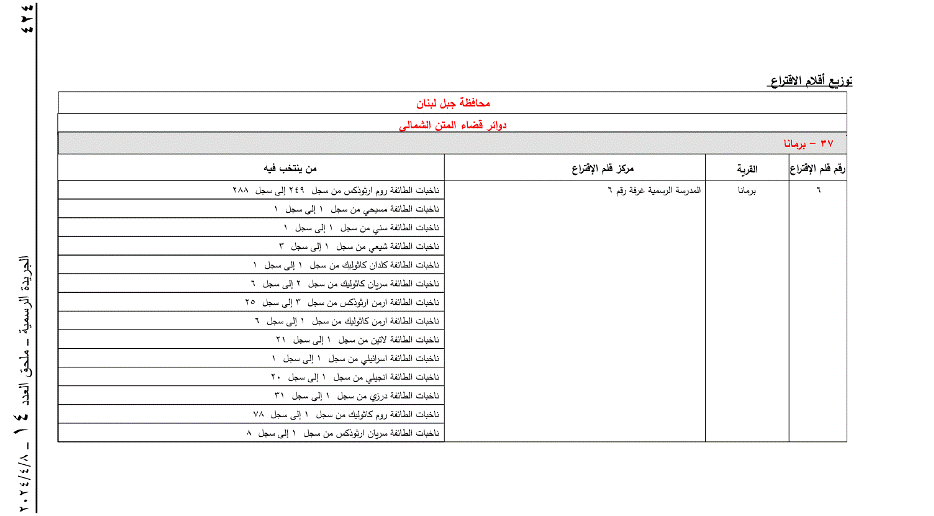 ٤٢٤
الجريدة الرسمية – ملحق العدد ١٤ – ٢٠٢٤/٤/٨
توزيع أقلام الاقتراع
محافظة جبل لبنان
دوائر قضاء المتن الشمالي
٣٧ - برمانا
رقم قلم الإقتراع القرية مركز قلم الإقتراع من ينتخب فيه
٦ برمانا المدرسة الرسمية غرفة رقم ٦ ناخبات الطائفة روم ارثوذكس من سجل ٢٤٩ إلى سجل ٢٨٨
ناخبات الطائفة مسيحي من سجل ١ إلى سجل ١
ناخبات الطائفة سني من سجل ١ إلى سجل ١
ناخبات الطائفة شيعي من سجل ١ إلى سجل ٣
ناخبات الطائفة كلدان كاثوليك من سجل ١ إلى سجل ١
ناخبات الطائفة سريان كاثوليك من سجل ٢ إلى سجل ٦
ناخبات الطائفة ارمن ارثوذكس من سجل ٣ إلى سجل ٢٥
ناخبات الطائفة ارمن كاثوليك من سجل ١ إلى سجل ٦
ناخبات الطائفة لاتين من سجل ١ إلى سجل ٢١
ناخبات الطائفة اسرائيلي من سجل ١ إلى سجل ١
ناخبات الطائفة انجيلي من سجل ١ إلى سجل ٢٠
ناخبات الطائفة درزي من سجل ١ إلى سجل ٣١
ناخبات الطائفة روم كاثوليك من سجل ١ إلى سجل ٧٨
ناخبات الطائفة سريان ارثوذكس من سجل ١ إلى سجل ٨